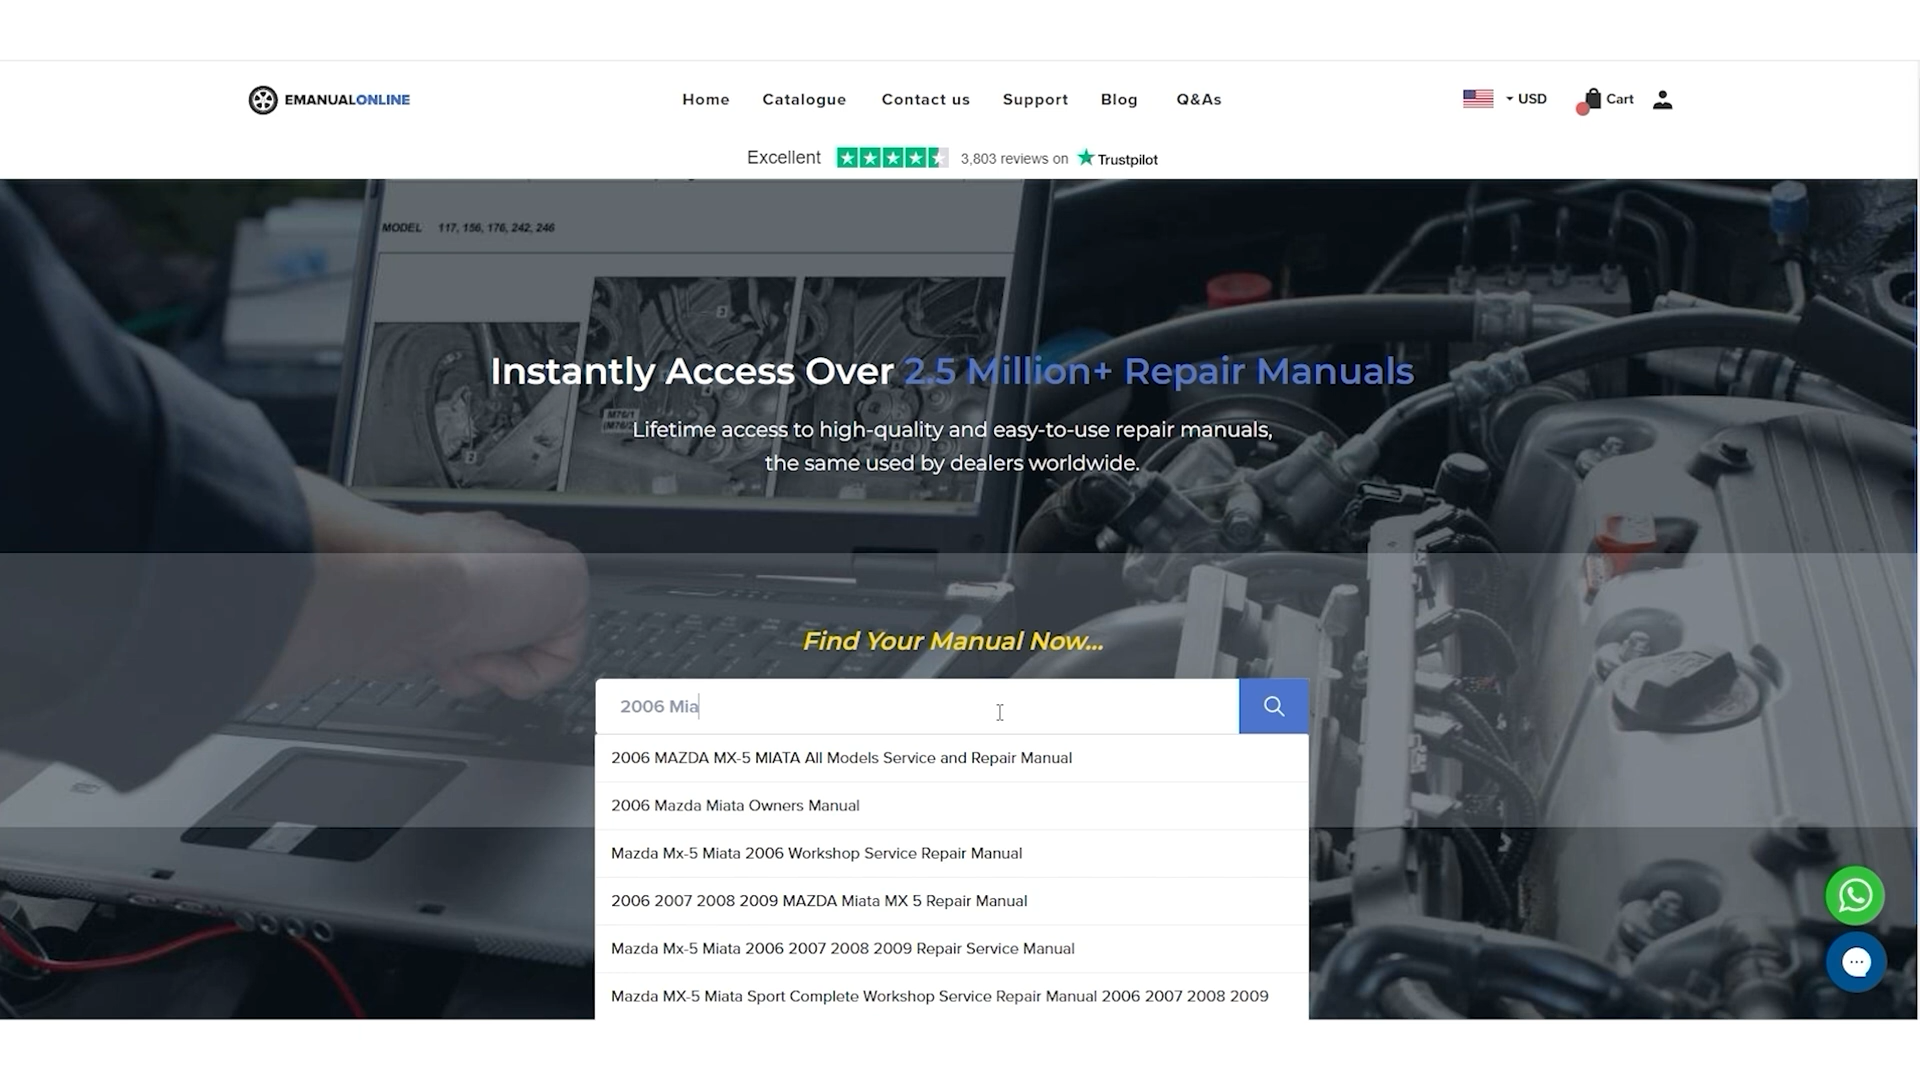 EMANUALONLINE
Home Catalogue Contact us Support Blog Q&As
USD Cart
Excellent 3,803 reviews on Trustpilot
MODEL 117, 156, 176, 242, 246
Instantly Access Over 2.5 Million+ Repair Manuals
Lifetime access to high-quality and easy-to-use repair manuals,
the same used by dealers worldwide.
Find Your Manual Now...
2006 Mia
2006 MAZDA MX-5 MIATA All Models Service and Repair Manual
2006 Mazda Miata Owners Manual
Mazda Mx-5 Miata 2006 Workshop Service Repair Manual
2006 2007 2008 2009 MAZDA Miata MX 5 Repair Manual
Mazda Mx-5 Miata 2006 2007 2008 2009 Repair Service Manual
Mazda MX-5 Miata Sport Complete Workshop Service Repair Manual 2006 2007 2008 2009